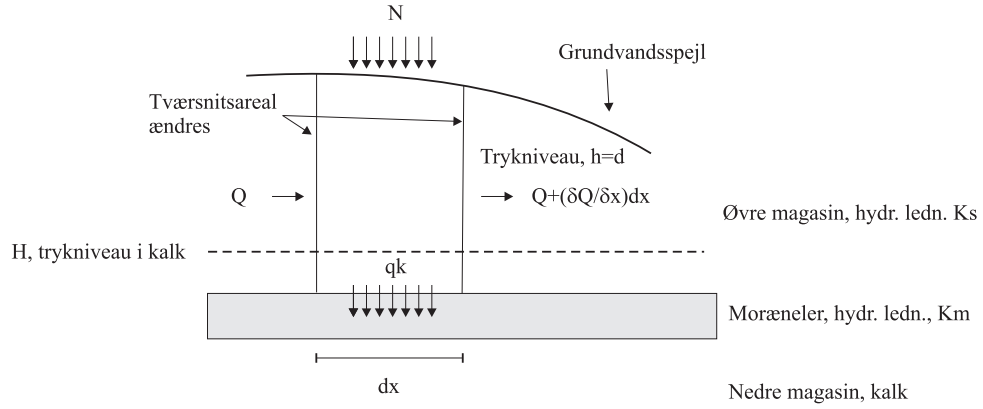 N
Grundvandsspejl
Tværsnitsareal
ændres
Trykniveau, h=d
Q
Q+(δQ/δx)dx
Øvre magasin, hydr. ledn. Ks
H, trykniveau i kalk
qk
Moræneler, hydr. ledn., Km
dx
Nedre magasin, kalk